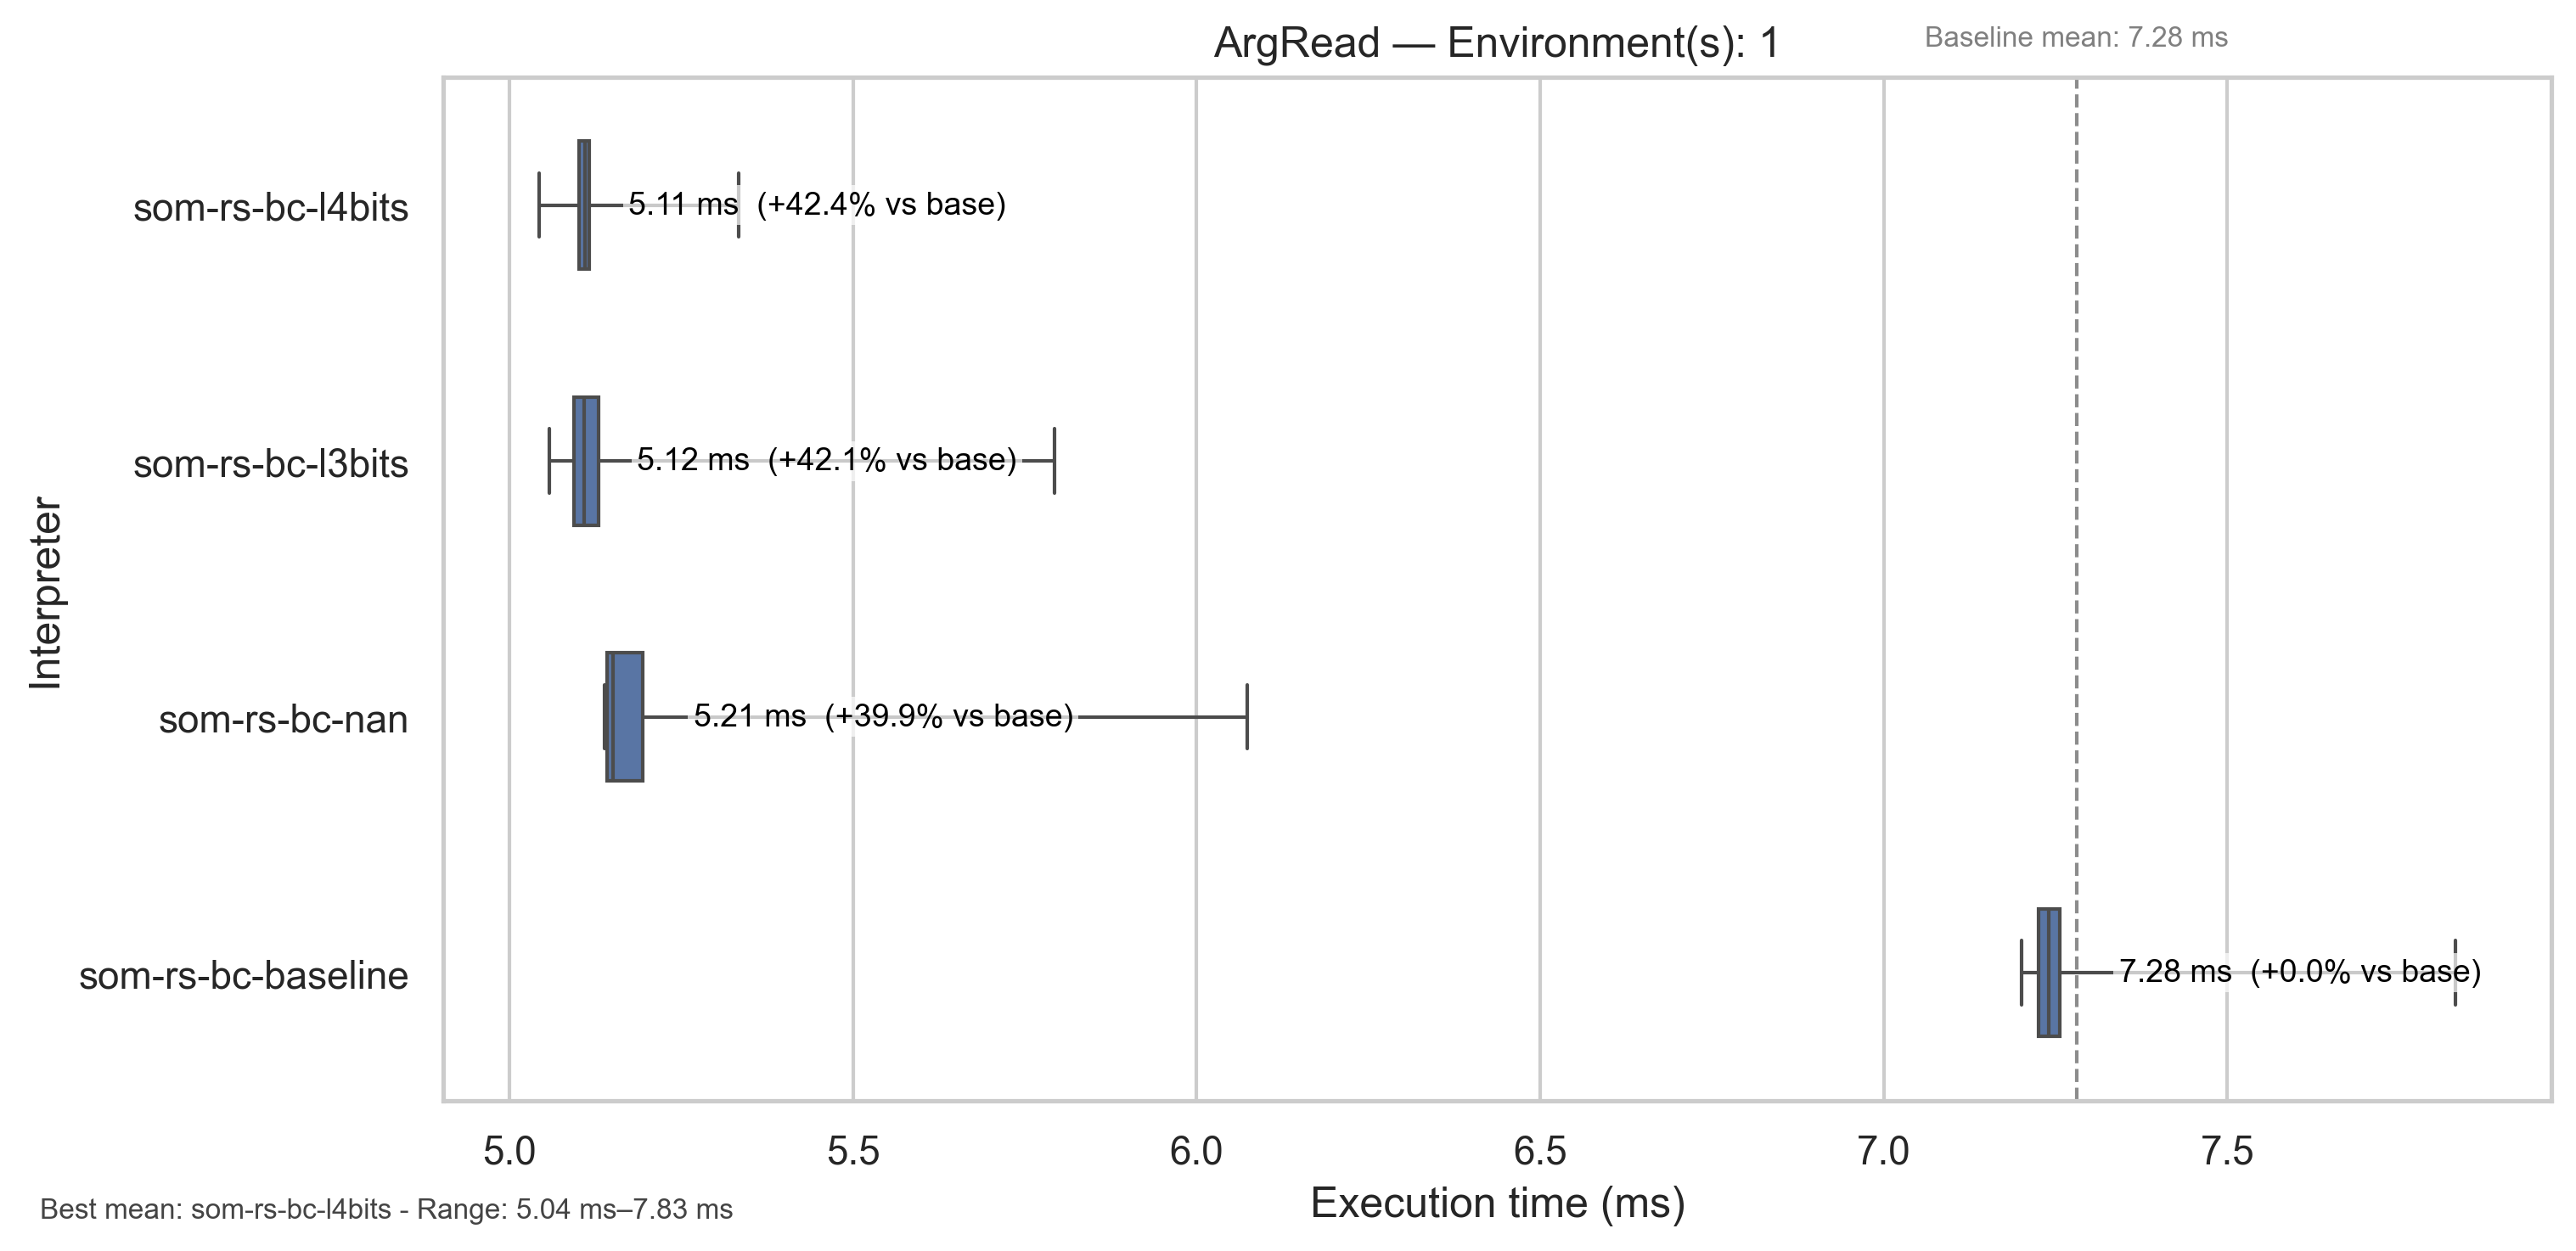 ArgRead — Environment(s): 1
Baseline mean: 7.28 ms
Interpreter
som-rs-bc-l4bits
5.11 ms (+42.4% vs base)
som-rs-bc-l3bits
5.12 ms (+42.1% vs base)
som-rs-bc-nan
5.21 ms (+39.9% vs base)
som-rs-bc-baseline
7.28 ms (+0.0% vs base)
5.0 5.5 6.0 6.5 7.0 7.5
Execution time (ms)
Best mean: som-rs-bc-l4bits - Range: 5.04 ms–7.83 ms